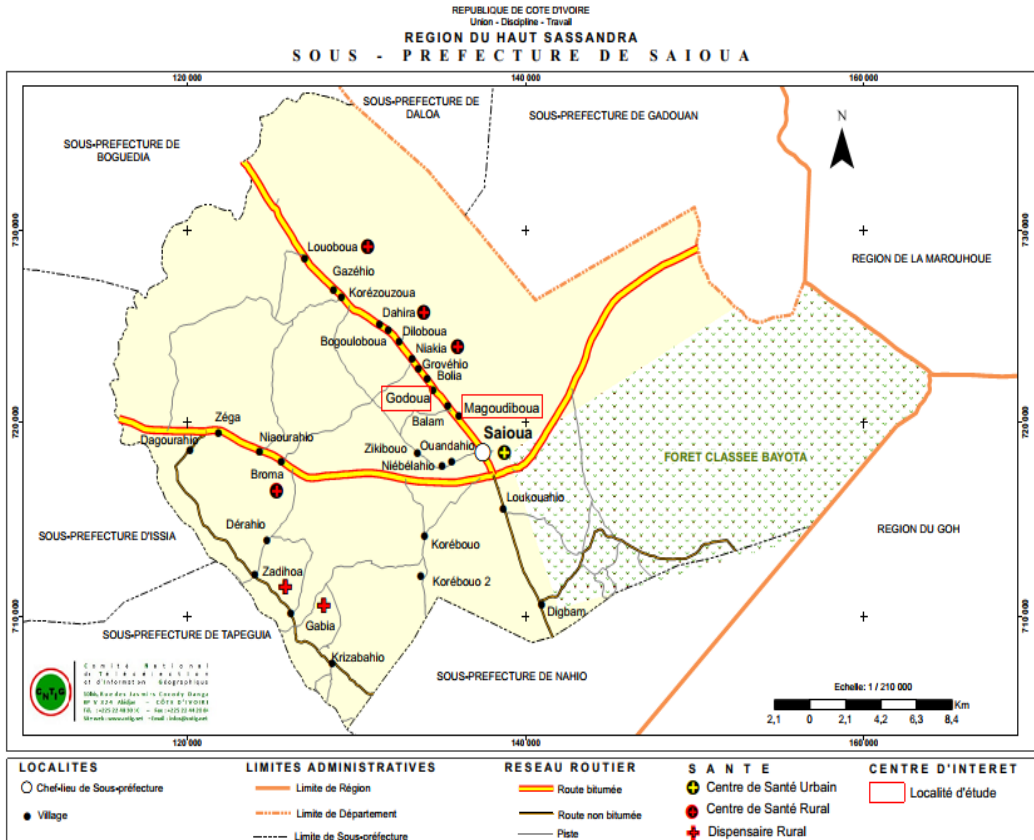 REPUBLIQUE DE COTE D'IVOIRE
Union - Discipline - Travail
REGION DU HAUT SASSANDRA
SOUS - PREFECTURE DE SAIOUA
120 000
140 000
160 000
SOUS-PREFECTURE DE
DALOA
SOUS-PREFECTURE DE GADOUAN
SOUS-PREFECTURE DE
BOGUEDIA
N
730 000
730 000
Louoboua
REGION DE LA MAROUHOUE
Gazéhio
Korézouzoua
Dahira
Diloboua
Bogouloboua
Niakia
Grovéhio
Bolia
Godoua
Magoudiboua
720 000
720 000
Zéga
Balam
Saioua
Dagourahio
Niaourahio
Zikibouo
Ouandahio
Niébélahio
FORET CLASSEE BAYOTA
Broma
Loukouahio
Dérahio
SOUS-PREFECTURE D'ISSIA
Korébouo
REGION DU GOH
Zadihoa
Korébouo 2
Digbam
710 000
710 000
Gabia
SOUS-PREFECTURE DE TAPEGUIA
Krizabahio
SOUS-PREFECTURE DE NAHIO
Comité National
de Télédétection
et d'Information Géographique
CNTIG
Echelle: 1 / 210 000
Km
2,1 0 2,1 4,2 6,3 8,4
120 000
140 000
160 000
LOCALITES
Chef-lieu de Sous-préfecture
Village
LIMITES ADMINISTRATIVES
Limite de Région
Limite de Département
Limite de Sous-préfecture
RESEAU ROUTIER
Route bitumée
Route non bitumée
Piste
SANTE
Centre de Santé Urbain
Centre de Santé Rural
Dispensaire Rural
CENTRE D'INTERET
Localité d'étude